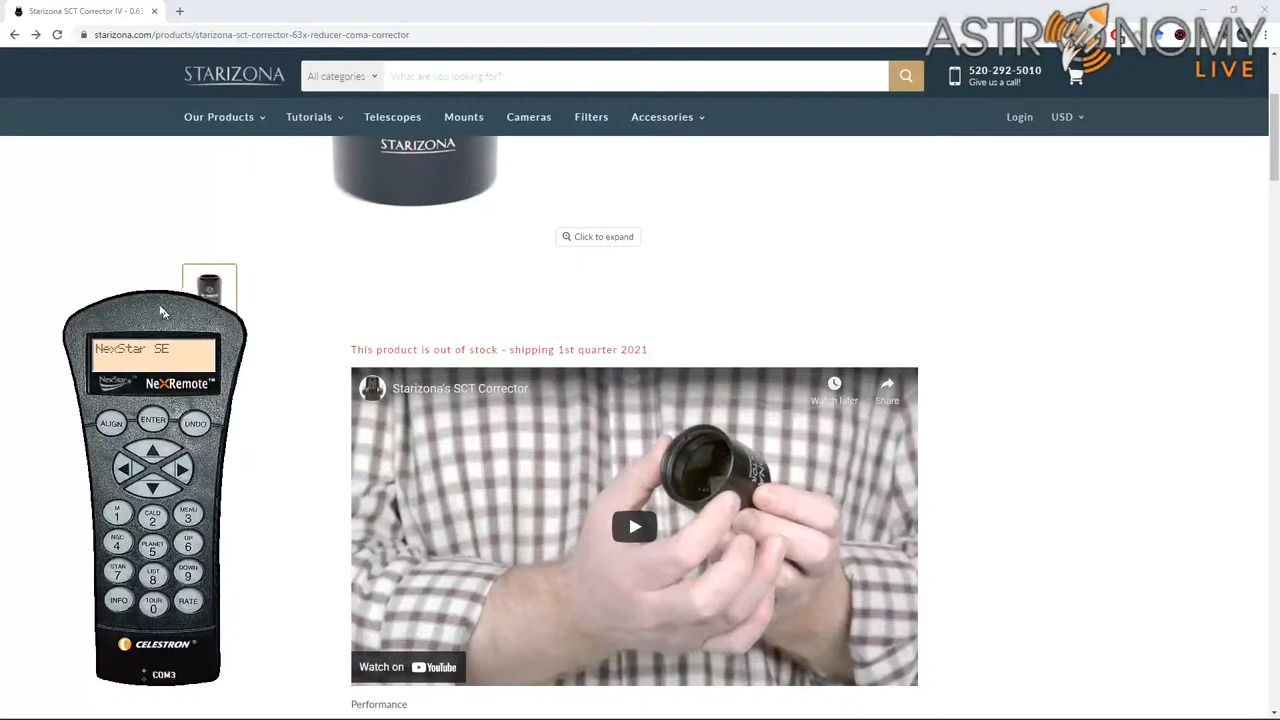 Starizona SCT Corrector IV - 0.63
starizona.com/products/starizona-sct-corrector-63x-reducer-coma-corrector
ASTRONOMY
LIVE
STARIZONA
All categories
What are you looking for?
520-292-5010
Give us a call!
Our Products
Tutorials
Telescopes
Mounts
Cameras
Filters
Accessories
Login
USD
STARIZONA
Click to expand
This product is out of stock - shipping 1st quarter 2021
Starizona's SCT Corrector
Watch later
Share
Watch on YouTube
Performance
NexStar SE
NexStar™ NeXRemote™
ALIGN
ENTER
UNDO
M
1
CALD
2
MENU
3
NGC
4
PLANET
5
UP
6
STAR
7
LIST
8
DOWN
9
INFO
TOUR
0
RATE
CELESTRON®
COM3